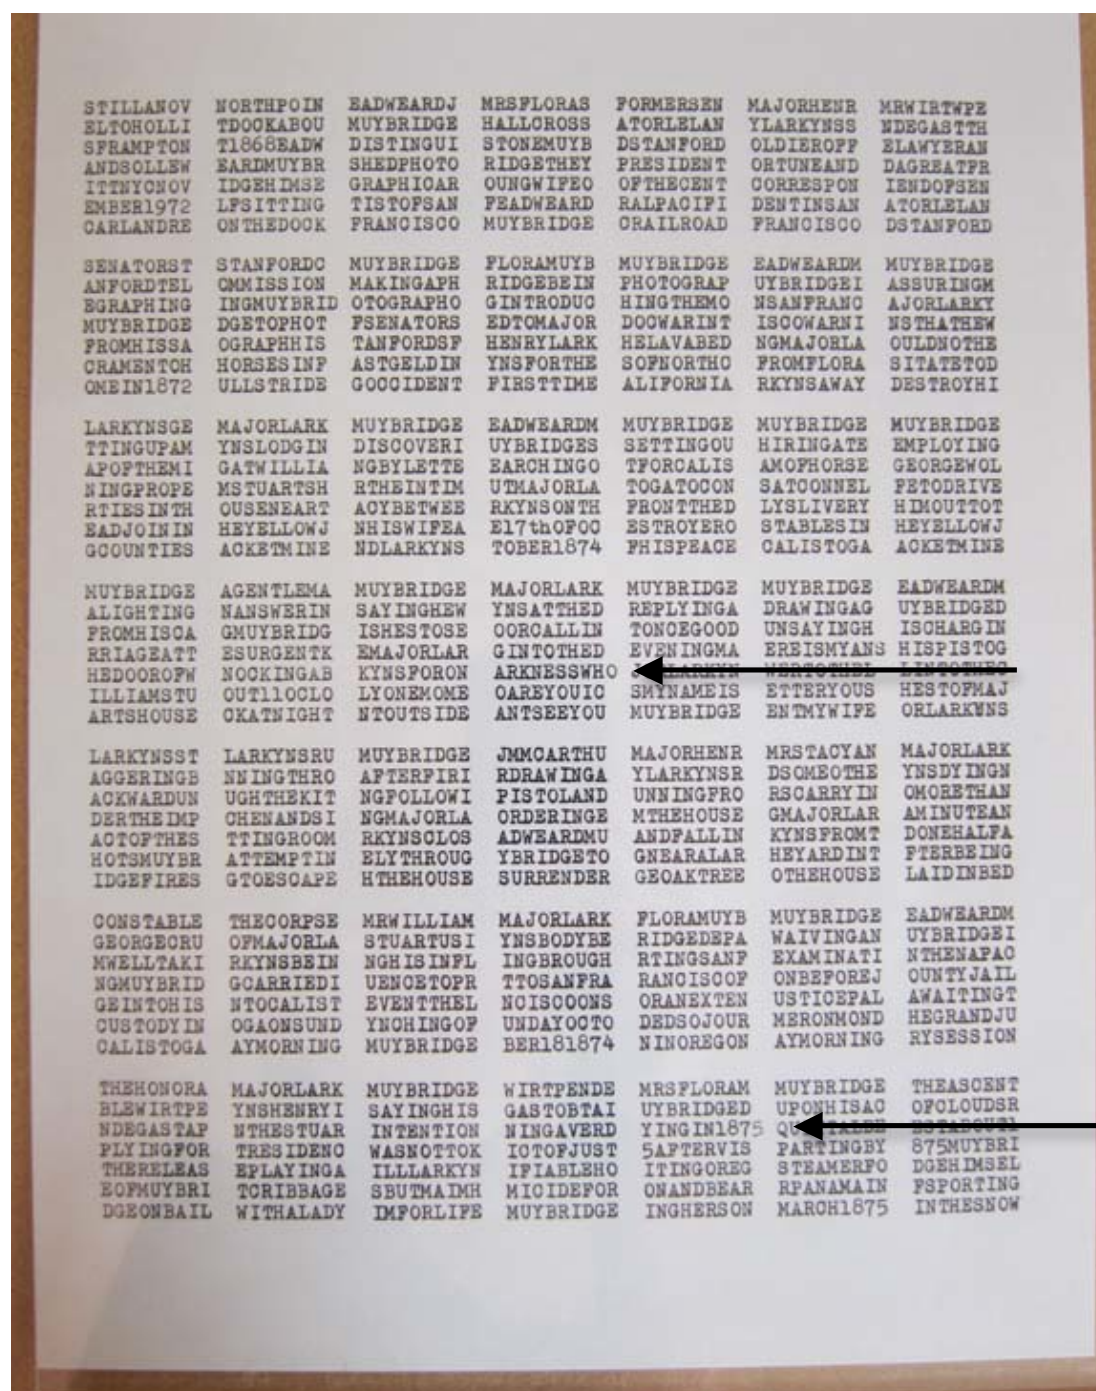 STILLANOV NORTHPOIN EADWEARDJ MRSFLORAS FORMERSEN MAJORHENR MRWIRTWPE
ELTOHOLLI TDOCKABOU MUYBRIDGE HALLCROSS ATORLELAN YLARKYNSS NDEGASTTH
SFRAMPTON T1868EADW DISTINGUI STONEMUYB DSTANFORD OLDIEROFF ELAWYERAN
ANDSOLLEW EARDMUYBR SHEDPHOTO RIDGETHEY PRESIDENT ORTUNEAND DAGREATFR
ITTNYCNOV IDGEHIMSE GRAPHICAR OUNGWIFEO OFTHECENT CORRESPON IENDOFSEN
EMBER1972 LFSITTING TISTOFSAN FEADWEARD RALPACIFI DENTINSAN ATORLELAN
CARLANDRE ONTHEDOCK FRANCISCO MUYBRIDGE CRAILROAD FRANCISCO DSTANFORD
SENATORST STANFORDC MUYBRIDGE FLORAMUYB MUYBRIDGE EADWEARDM MUYBRIDGE
ANFORDTEL OMMISSION MAKINGAPH RIDGEBEIN PHOTOGRAP UYBRIDGEI ASSURINGM
EGRAPHING INGMUYBRID OTOGRAPHO GINTRODUC HINGTHEMO NSANFRANC AJORLARKY
MUYBRIDGE DGETOPHOT FSENATORS EDTOMAJOR DOCWARINT ISCOWARNI NSTHATHEW
FROMHISSA OGRAPHHIS TANFORDSF HENRYLARK HELAVABED NGMAJORLA OULDNOTHE
CRAMENTOH HORSESINF ASTGELDIN YNSFORTHE SOFNORTHC FROMFLORA SITATETOD
OMEIN1872 ULLSTRIDE GOCCIDENT FIRSTTIME ALIFORNIA RKYNSAWAY DESTROYHI
LARKYNSGE MAJORLARK MUYBRIDGE EADWEARDM MUYBRIDGE MUYBRIDGE MUYBRIDGE
TTINGUPAM YNSLODGIN DISCOVERI UYBRIDGES SETTINGOU HIRINGATE EMPLOYING
APOFTHEMI GATWILLIA NGBYLETTE EARCHINGO TFORCALIS AMOFHORSE GEORGEWOL
NINGPROPE MSTUARTSH RTHEINTIM UTMAJORLA TOGATOCON SATCONNEL FETODRIVE
RTIESINTH OUSENEART ACYBETWEE RKYNSONTH FRONTTHED LYSLIVERY HIMOUTTOT
EADJOININ HEYELLOWJ NHISWIFEA E17thOFOC ESTROYERO STABLESIN HEYELLOWJ
GCOUNTIES ACKETMINE NDLARKYNS TOBER1874 FHISPEACE CALISTOGA ACKETMINE
MUYBRIDGE AGENTLEMA MUYBRIDGE MAJORLARK MUYBRIDGE MUYBRIDGE EADWEARDM
ALIGHTING NANSWERIN SAYINGHEW YNSATTHED REPLYINGA DRAWINGAG UYBRIDGED
FROMHISCA GMUYBRIDG ISHESTOSE OORCALLIN TONCEGOOD UNSAYINGH ISCHARGIN
RRIAGEATT ESURGENTK EMAJORLAR GINTOTHED EVENINGMA EREISMYANS HISPISTOG
HEDOOROFW NOCKINGAB KYNSFORON ARKNESSWHO
ILLIAMSTU OUT11OCLO LYONEMOME OAREYOUIC SMYNAMEIS ETTERYOUS HESTOFMAJ
ARTSHOUSE CKATNIGHT NTOUTSIDE ANTSEEYOU MUYBRIDGE ENTMYWIFE ORLARKYNS
LARKYNSST LARKYNSRU MUYBRIDGE JMMCARTHU MAJORHENR MRSTACYAN MAJORLARK
AGGERINGB NNINGTHRO AFTERFIRI RDRAWINGA YLARKYNSR DSOMEOTHE YNSDYINGN
ACKWARDUN UGHTHEKIT NGFOLLOWI PISTOLAND UNNINGFRO RSCARRYIN OMORETHAN
DERTHEIMP CHENANDSI NGMAJORLA ORDERINGE MTHEHOUSE GMAJORLAR AMINUTEAN
ACTOFTHES TTINGROOM RKYNSCLOS ADWEARDMU ANDFALLIN KYNSFROMT DONEHALFA
HOTSMUYBR ATTEMPTIN ELYTHROUG YBRIDGETO GNEARALAR HEYARDINT FTERBEING
IDGEFIRES GTOESCAPE HTHEHOUSE SURRENDER GEOAKTREE OTHEHOUSE LAIDINBED
CONSTABLE THECORPSE MRWILLIAM MAJORLARK FLORAMUYB MUYBRIDGE EADWEARDM
GEORGECRU OFMAJORLA STUARTUSI YNSBODYBE RIDGEDEPA WAIVINGAN UYBRIDGEI
MWELLTAKI RKYNSBEIN NGHISINFL INGBROUGH RTINGSANF EXAMINATI NTHENAPAC
NGMUYBRID GCARRIEDI UENCETOPR TTOSANFRA RANCISCOF ONBEFOREJ OUNTYJAIL
GEINTOHIS NTOCALIST EVENTTHEL NCISCOONS ORANEXTEN USTICEPAL AWAITINGT
CUSTODYIN OGAONSUND YNCHINGOF UNDAYOCTO DEDSOJOUR MERONMOND HEGRANDJU
CALISTOGA AYMORNING MUYBRIDGE BER181874 NINOREGON AYMORNING RYSESSION
THEHONORA MAJORLARK MUYBRIDGE WIRTPENDE MRSFLORAM MUYBRIDGE THEASCENT
BLEWIRTPE YNSHENRYI SAYINGHIS GASTOBTAI UYBRIDGED UPONHISAC OFCLOUDSR
NDEGASTAP NTHESTUAR INTENTION NINGAVERD YINGIN1875
PLYINGFOR TRESIDENC WASNOTTOK ICTOFJUST 5AFTERVIS PARTINGBY 875MUYBRI
THERELEAS EPLAYINGA ILLLARKYN IFIABLEHO ITINGOREG STEAMERFO DGEHIMSEL
EOFMUYBRI TCRIBBAGE SBUTMAIMH MICIDEFOR ONANDBEAR RPANAMAIN FSPORTING
DGEONBAIL WITHALADY IMFORLIFE MUYBRIDGE INGHERSON MARCH1875 INTHESNOW